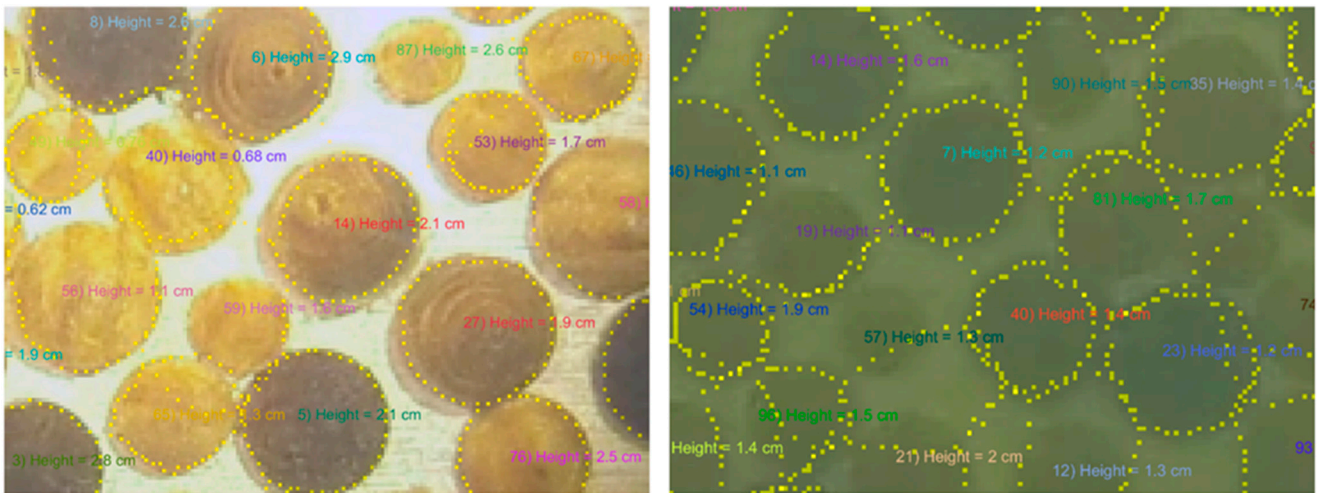 8) Height = 2.6 cm
6) Height = 2.9 cm
87) Height = 2.6 cm
53) Height = 1.7 cm
40) Height = 0.68 cm
= 0.62 cm
58)
14) Height = 2.1 cm
56) Height = 1.1 cm
59) Height = 1.6 cm
27) Height = 1.9 cm
= 1.9 cm
5) Height = 2.1 cm
3) Height = 2.8 cm
76) Height = 2.5 cm
14) Height = 1.6 cm
90) Height = 1.5 cm
35) Height = 1.4 c
7) Height = 1.2 cm
46) Height = 1.1 cm
81) Height = 1.7 cm
19) Height = 1.1 cm
54) Height = 1.9 cm
40) Height = 1.4 cm
74
57) Height = 1.3 cm
23) Height = 1.2 cm
96) Height = 1.5 cm
Height = 1.4 cm
21) Height = 2 cm
93
12) Height = 1.3 cm